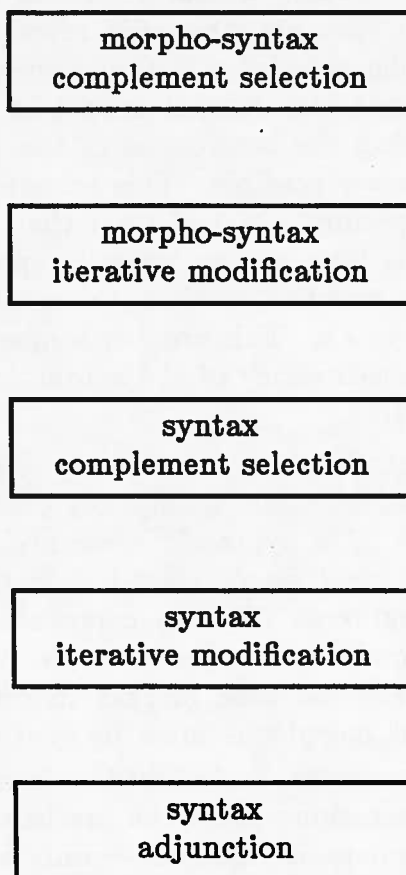 morpho-syntax
complement selection
morpho-syntax
iterative modification
syntax
complement selection
syntax
iterative modification
syntax
adjunction